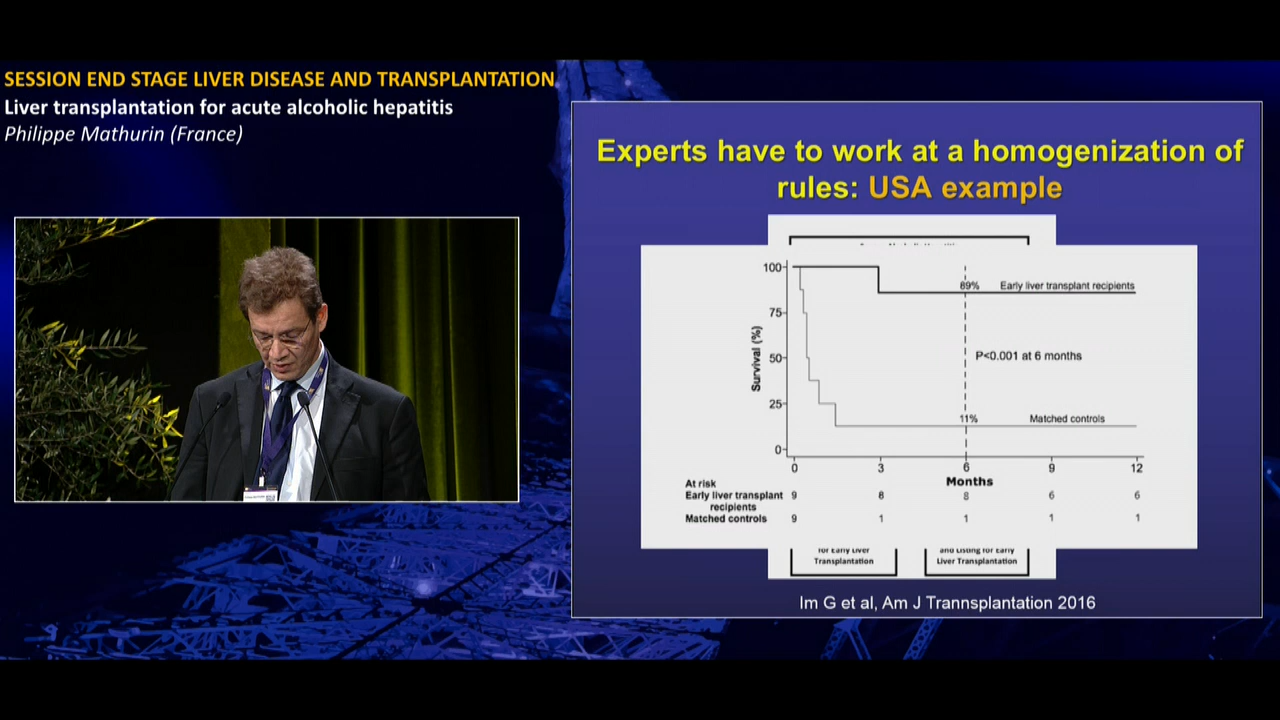 SESSION END STAGE LIVER DISEASE AND TRANSPLANTATION
Liver transplantation for acute alcoholic hepatitis
Philippe Mathurin (France)
Experts have to work at a homogenization of
rules: USA example
100
75
50
25
0
Survival (%)
89% Early liver transplant recipients
P<0.001 at 6 months
11% Matched controls
0 3 6 9 12
Months
At risk
Early liver transplant 9 8 8 6 6
recipients
Matched controls 9 1 1 1 1
for Early Liver
Transplantation
and Listing for Early
Liver Transplantation
Im G et al, Am J Trannsplantation 2016